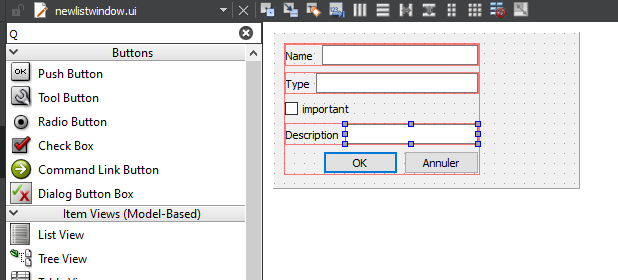 newlistwindow.ui
Q
Buttons
Push Button
Tool Button
Radio Button
Check Box
Command Link Button
Dialog Button Box
Item Views (Model-Based)
List View
Tree View
Name
Type
important
Description
OK
Annuler